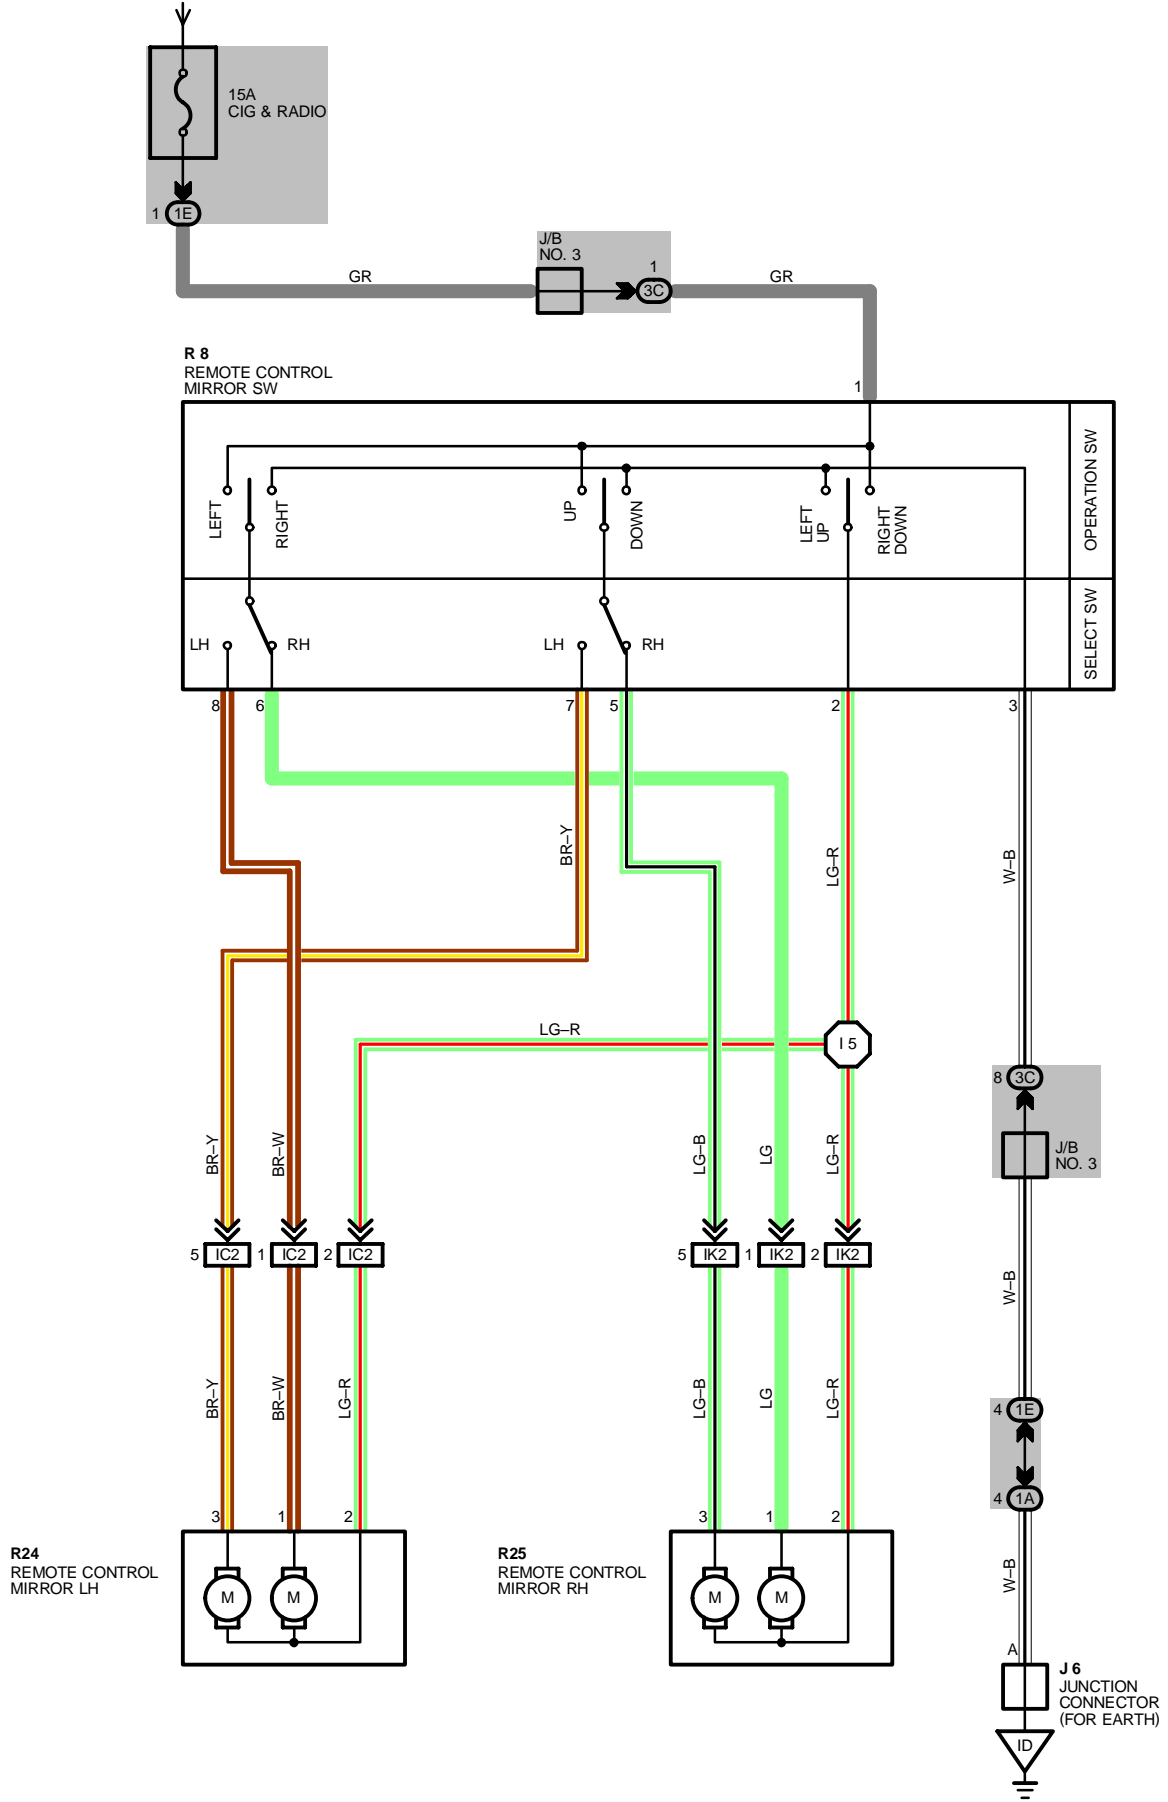 15A
CIG & RADIO
1 1E
J/B
NO. 3
1
3C
GR
GR
R 8
REMOTE CONTROL
MIRROR SW
1
LEFT
RIGHT
UP
DOWN
LEFT
UP
RIGHT
DOWN
OPERATION SW
LH
RH
LH
RH
SELECT SW
8
6
7
5
2
3
BR–Y
LG–R
W–B
LG–R
I 5
8 3C
J/B
NO. 3
BR–Y
BR–W
LG–B
LG
LG–R
5 IC2
1 IC2
2 IC2
5 IK2
1 IK2
2 IK2
W–B
BR–Y
BR–W
LG–R
LG–B
LG
LG–R
4 1E
4 1A
3
1
2
3
1
2
R24
REMOTE CONTROL
MIRROR LH
M
M
R25
REMOTE CONTROL
MIRROR RH
M
M
W–B
A
J 6
JUNCTION
CONNECTOR
(FOR EARTH)
ID